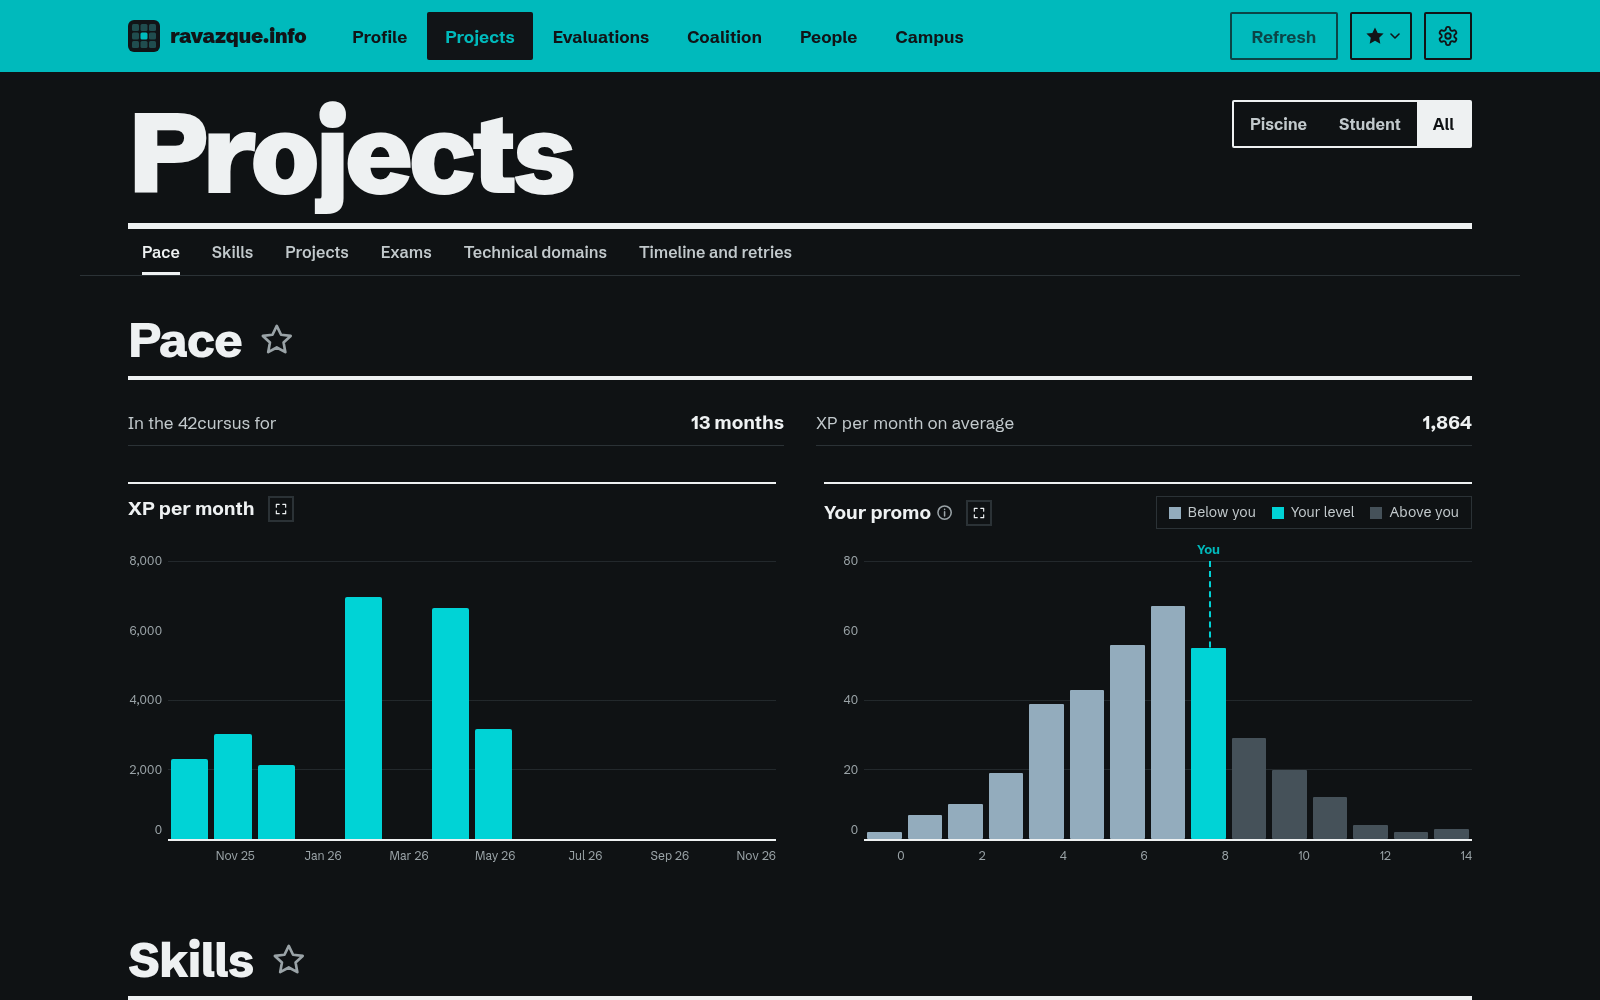 ravazque.info Profile Projects Evaluations Coalition People Campus Refresh
Projects
Piscine Student All
Pace Skills Projects Exams Technical domains Timeline and retries
Pace
In the 42cursus for 13 months
XP per month on average 1,864
XP per month
8,000
6,000
4,000
2,000
0
Nov 25 Jan 26 Mar 26 May 26 Jul 26 Sep 26 Nov 26
Your promo
Below you Your level Above you
You
80
60
40
20
0
0 2 4 6 8 10 12 14
Skills